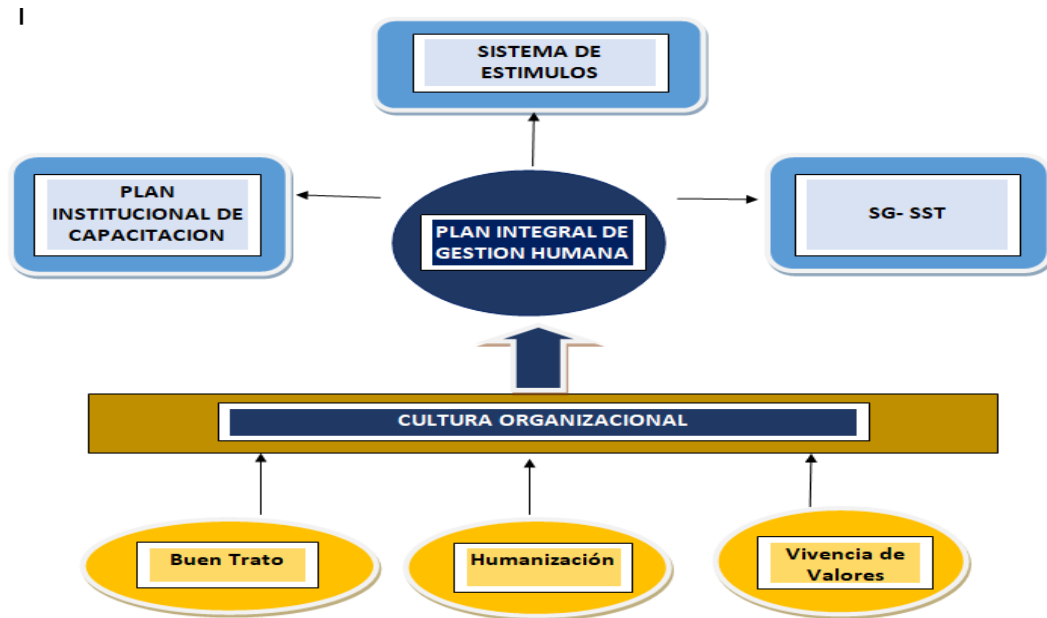 I
SISTEMA DE
ESTIMULOS
PLAN
INSTITUCIONAL DE
CAPACITACION
PLAN INTEGRAL DE
GESTION HUMANA
SG- SST
CULTURA ORGANIZACIONAL
Buen Trato
Humanización
Vivencia de
Valores